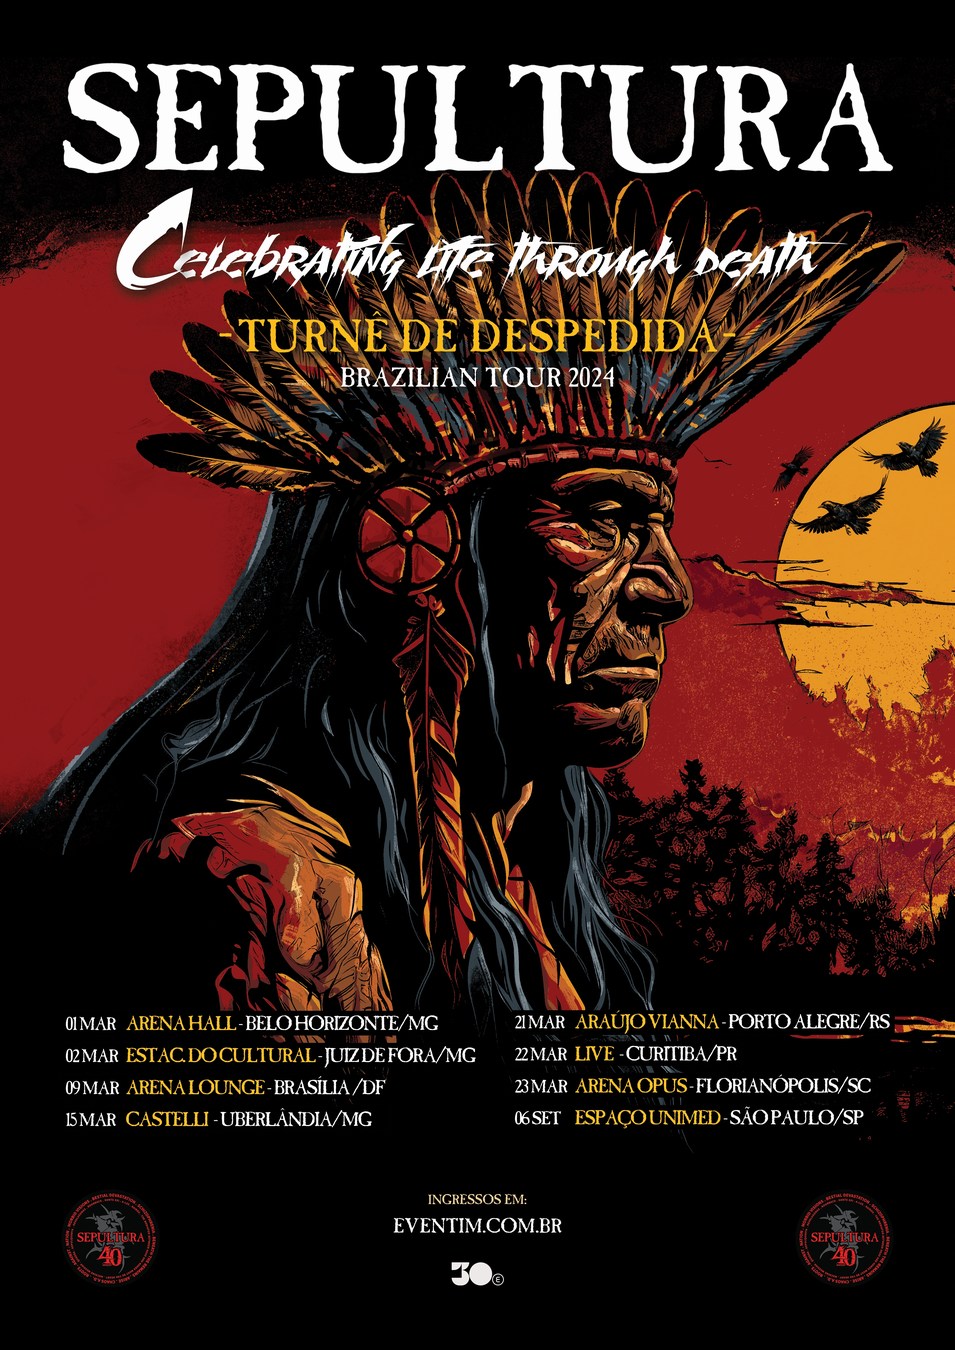 SEPULTURA
Celebrating life through death
-TURNÊ DE DESPEDIDA-
BRAZILIAN TOUR 2024
01 MAR ARENA HALL - BELO HORIZONTE/MG
02 MAR ESTAC. DO CULTURAL - JUIZ DE FORA/MG
09 MAR ARENA LOUNGE - BRASÍLIA /DF
15 MAR CASTELLI - UBERLÂNDIA/MG
21 MAR ARAÚJO VIANNA - PORTO ALEGRE/RS
22 MAR LIVE - CURITIBA/PR
23 MAR ARENA OPUS - FLORIANÓPOLIS/SC
06 SET ESPAÇO UNIMED - SÃO PAULO/SP
INGRESSOS EM:
EVENTIM.COM.BR
SEPULTURA
40
30E
SEPULTURA
40